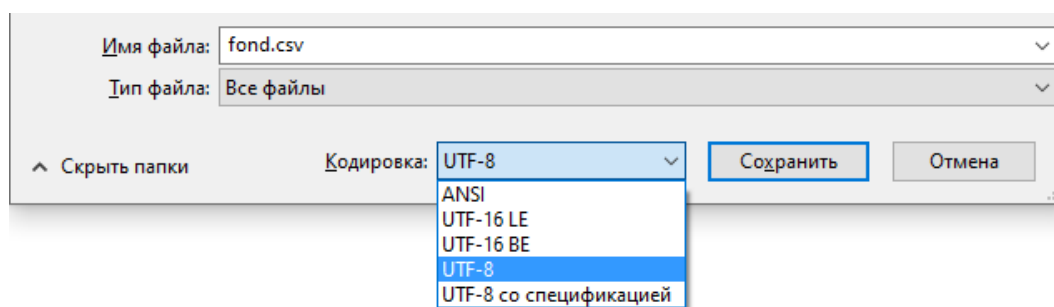 Имя файла: fond.csv
Тип файла: Все файлы
Скрыть папки Кодировка: UTF-8 Сохранить Отмена
ANSI
UTF-16 LE
UTF-16 BE
UTF-8
UTF-8 со спецификацией